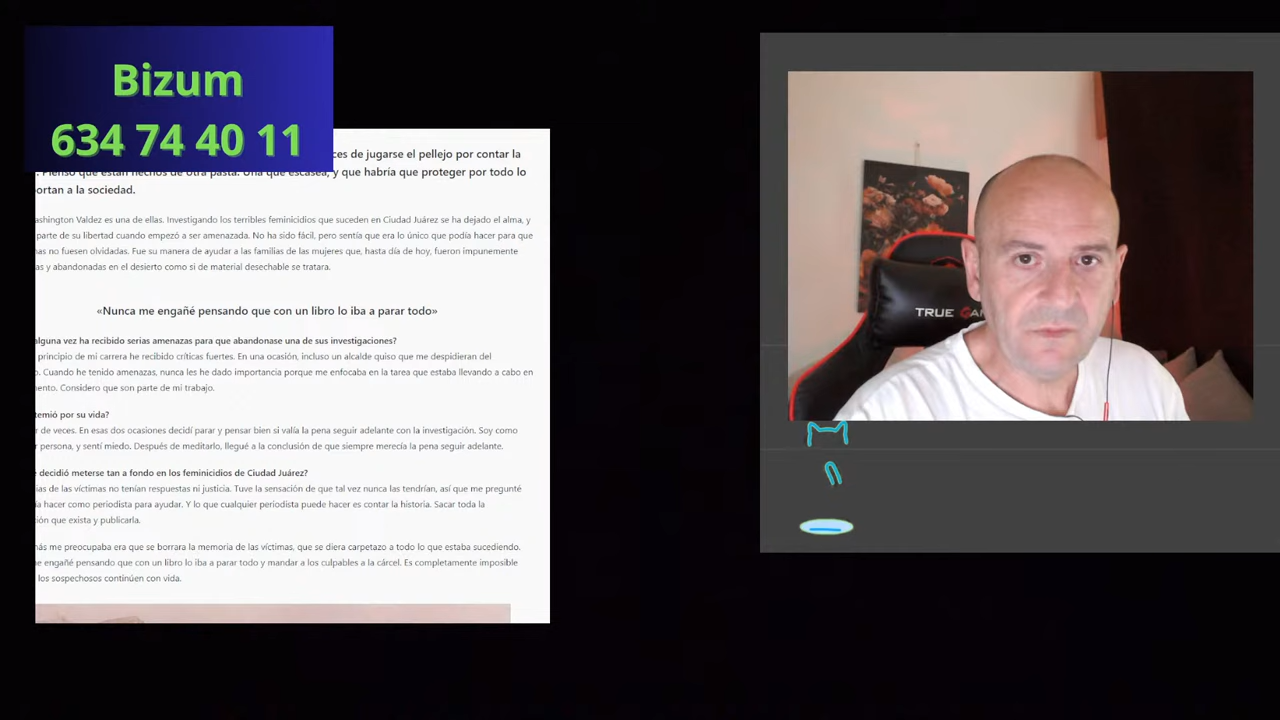 Bizum
634 74 40 11
ces de jugarse el pellejo por contar la
que están hechos de otra pasta. Una que escasea, y que habría que proteger por todo lo
portan a la sociedad.
ashington Valdez es una de ellas. Investigando los terribles feminicidios que suceden en Ciudad Juárez se ha dejado el alma, y
parte de su libertad cuando empezó a ser amenazada. No ha sido fácil, pero sentía que era lo único que podía hacer para que
nas no fuesen olvidadas. Fue su manera de ayudar a las familias de las mujeres que, hasta día de hoy, fueron impunemente
as y abandonadas en el desierto como si de material desechable se tratara.
«Nunca me engañé pensando que con un libro lo iba a parar todo»
alguna vez ha recibido serias amenazas para que abandonase una de sus investigaciones?
principio de mi carrera he recibido críticas fuertes. En una ocasión, incluso un alcalde quiso que me despidieran del
o. Cuando he tenido amenazas, nunca les he dado importancia porque me enfocaba en la tarea que estaba llevando a cabo en
ento. Considero que son parte de mi trabajo.
temió por su vida?
r de veces. En esas dos ocasiones decidí parar y pensar bien si valía la pena seguir adelante con la investigación. Soy como
r persona, y sentí miedo. Después de meditarlo, llegué a la conclusión de que siempre merecía la pena seguir adelante.
e decidió meterse tan a fondo en los feminicidios de Ciudad Juárez?
ias de las víctimas no tenían respuestas ni justicia. Tuve la sensación de que tal vez nunca las tendrían, así que me pregunté
ía hacer como periodista para ayudar. Y lo que cualquier periodista puede hacer es contar la historia. Sacar toda la
ción que exista y publicarla.
más me preocupaba era que se borrara la memoria de las víctimas, que se diera carpetazo a todo lo que estaba sucediendo.
e engañé pensando que con un libro lo iba a parar todo y mandar a los culpables a la cárcel. Es completamente imposible
los sospechosos continúen con vida.
TRUE GA